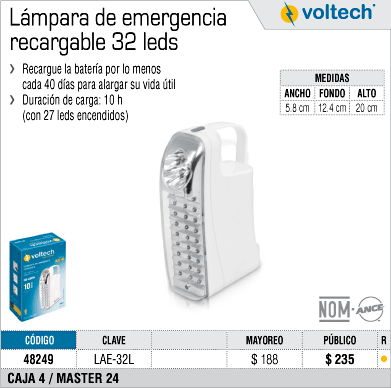 Lámpara de emergencia
recargable 32 leds
voltech®
Recargue la batería por lo menos
cada 40 días para alargar su vida útil
Duración de carga: 10 h
(con 27 leds encendidos)
MEDIDAS
ANCHO FONDO ALTO
5.8 cm 12.4 cm 20 cm
voltech
10
NOM-ANCE
CÓDIGO CLAVE MAYOREO PÚBLICO R
48249 LAE-32L $ 188 $ 235
CAJA 4 / MASTER 24